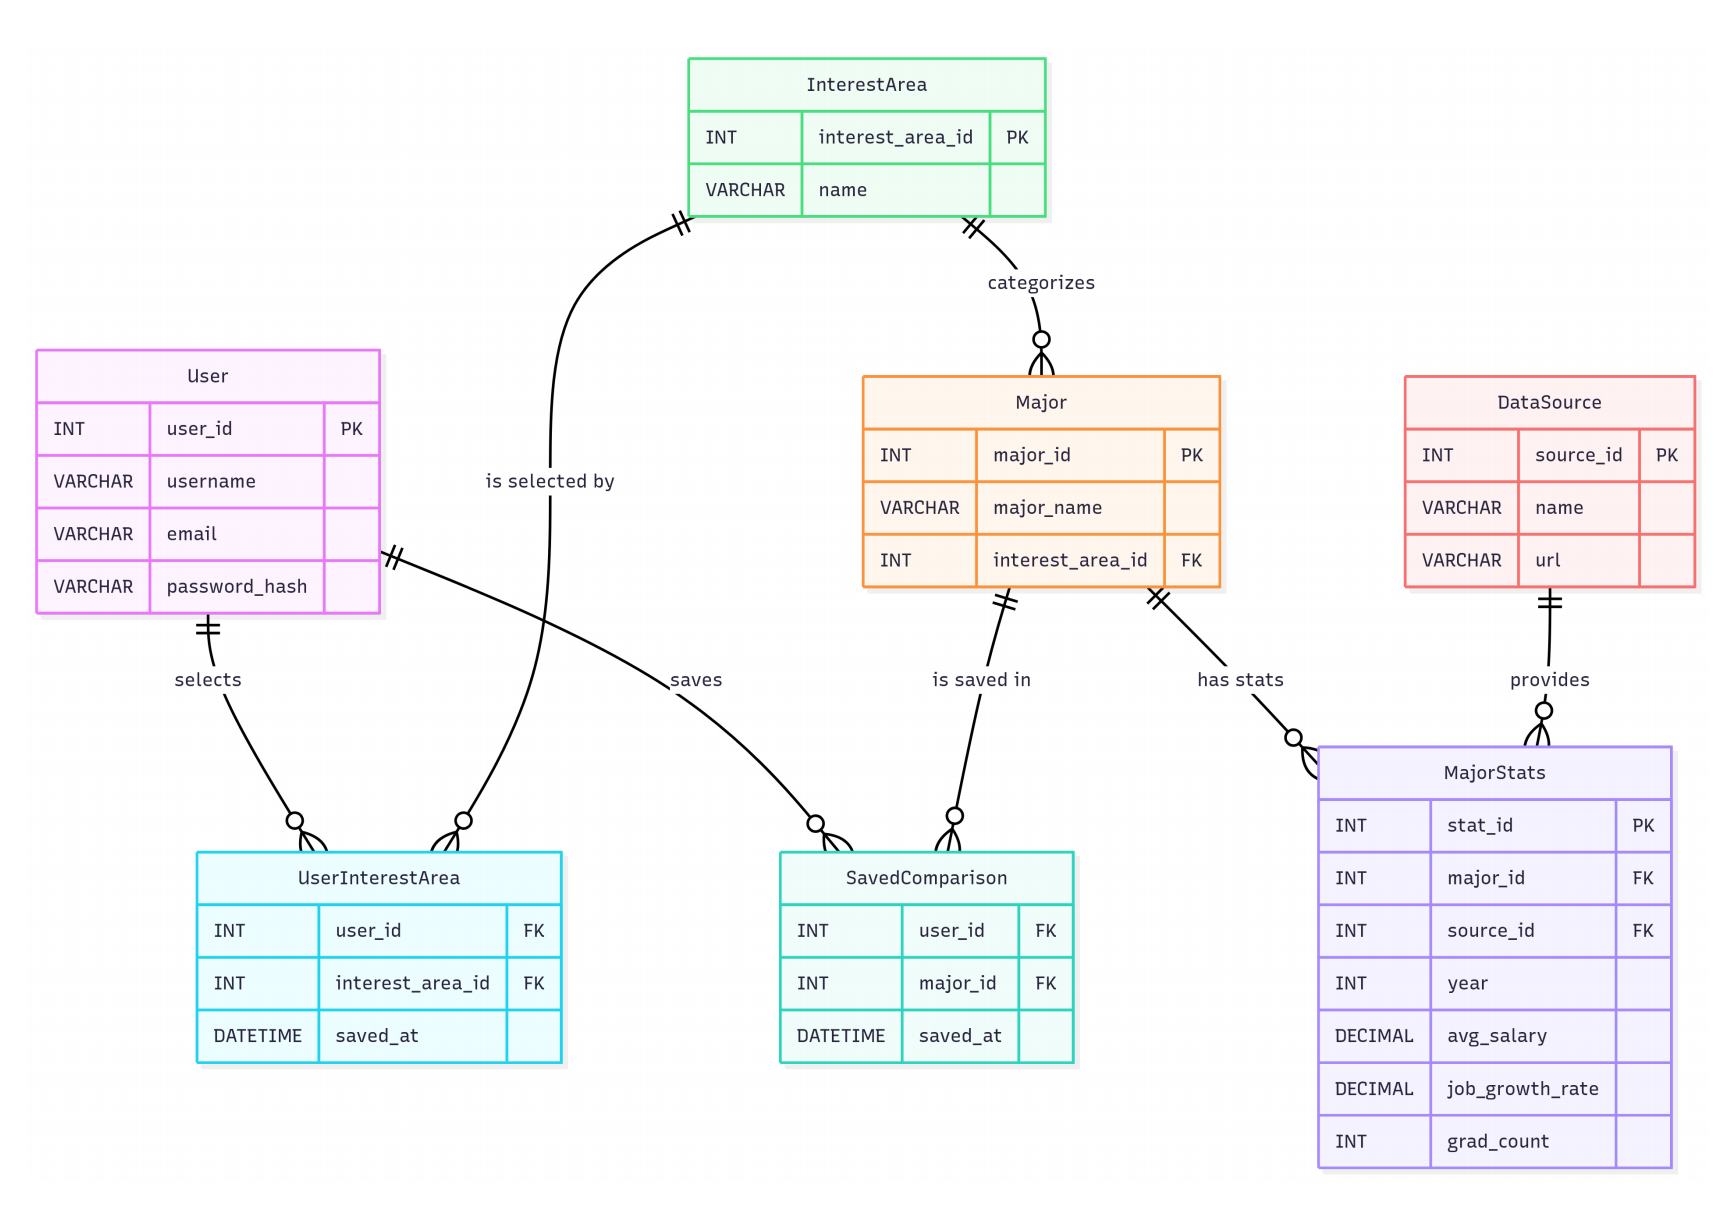 InterestArea
INT interest_area_id PK
VARCHAR name
categorizes
User
INT user_id PK
VARCHAR username
VARCHAR email
VARCHAR password_hash
is selected by
Major
INT major_id PK
VARCHAR major_name
INT interest_area_id FK
DataSource
INT source_id PK
VARCHAR name
VARCHAR url
selects
saves
is saved in
has stats
provides
UserInterestArea
INT user_id FK
INT interest_area_id FK
DATETIME saved_at
SavedComparison
INT user_id FK
INT major_id FK
DATETIME saved_at
MajorStats
INT stat_id PK
INT major_id FK
INT source_id FK
INT year
DECIMAL avg_salary
DECIMAL job_growth_rate
INT grad_count